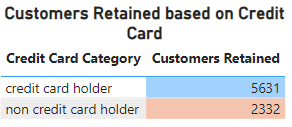 Customers Retained based on Credit
Card
Credit Card Category Customers Retained
credit card holder 5631
non credit card holder 2332